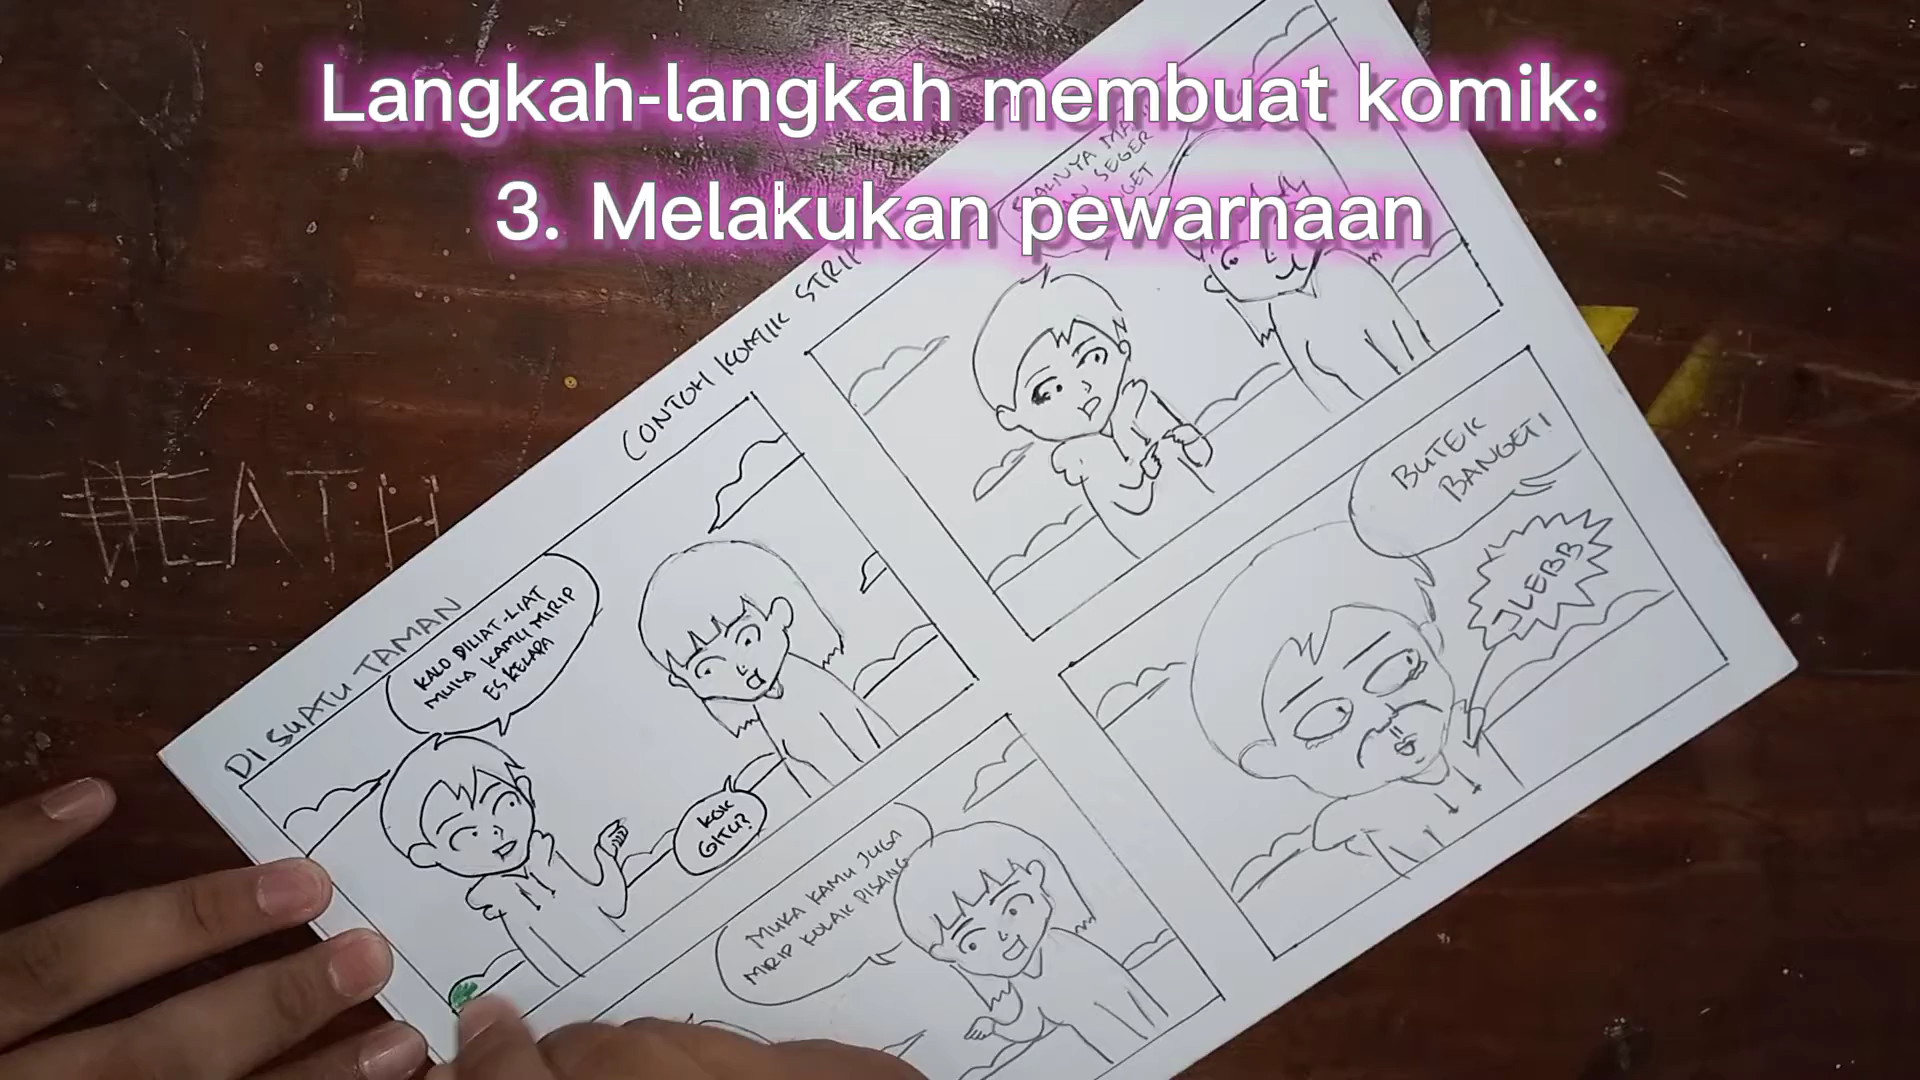 Langkah-langkah membuat komik:
3. Melakukan pewarnaan
CONTOH KOMIK STRIP
DI SUATU TAMAN
KALO DILIAT-LIAT
MUKA KAMU MIRIP
ES KELAPA
KOK
GITU?
SEGER
BUTEK
BANGET!
JLEBB
MUKA KAMU JUGA
MIRIP KOLAK PISANG
DEATH